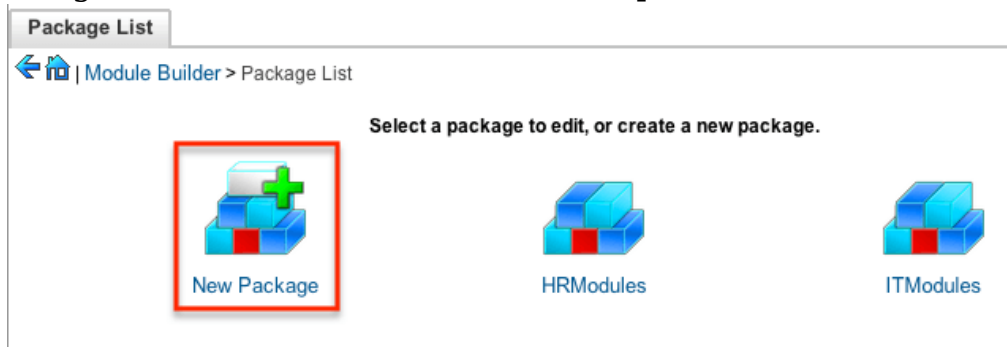 Package List
| Module Builder > Package List
Select a package to edit, or create a new package.
New Package
HRModules
ITModules